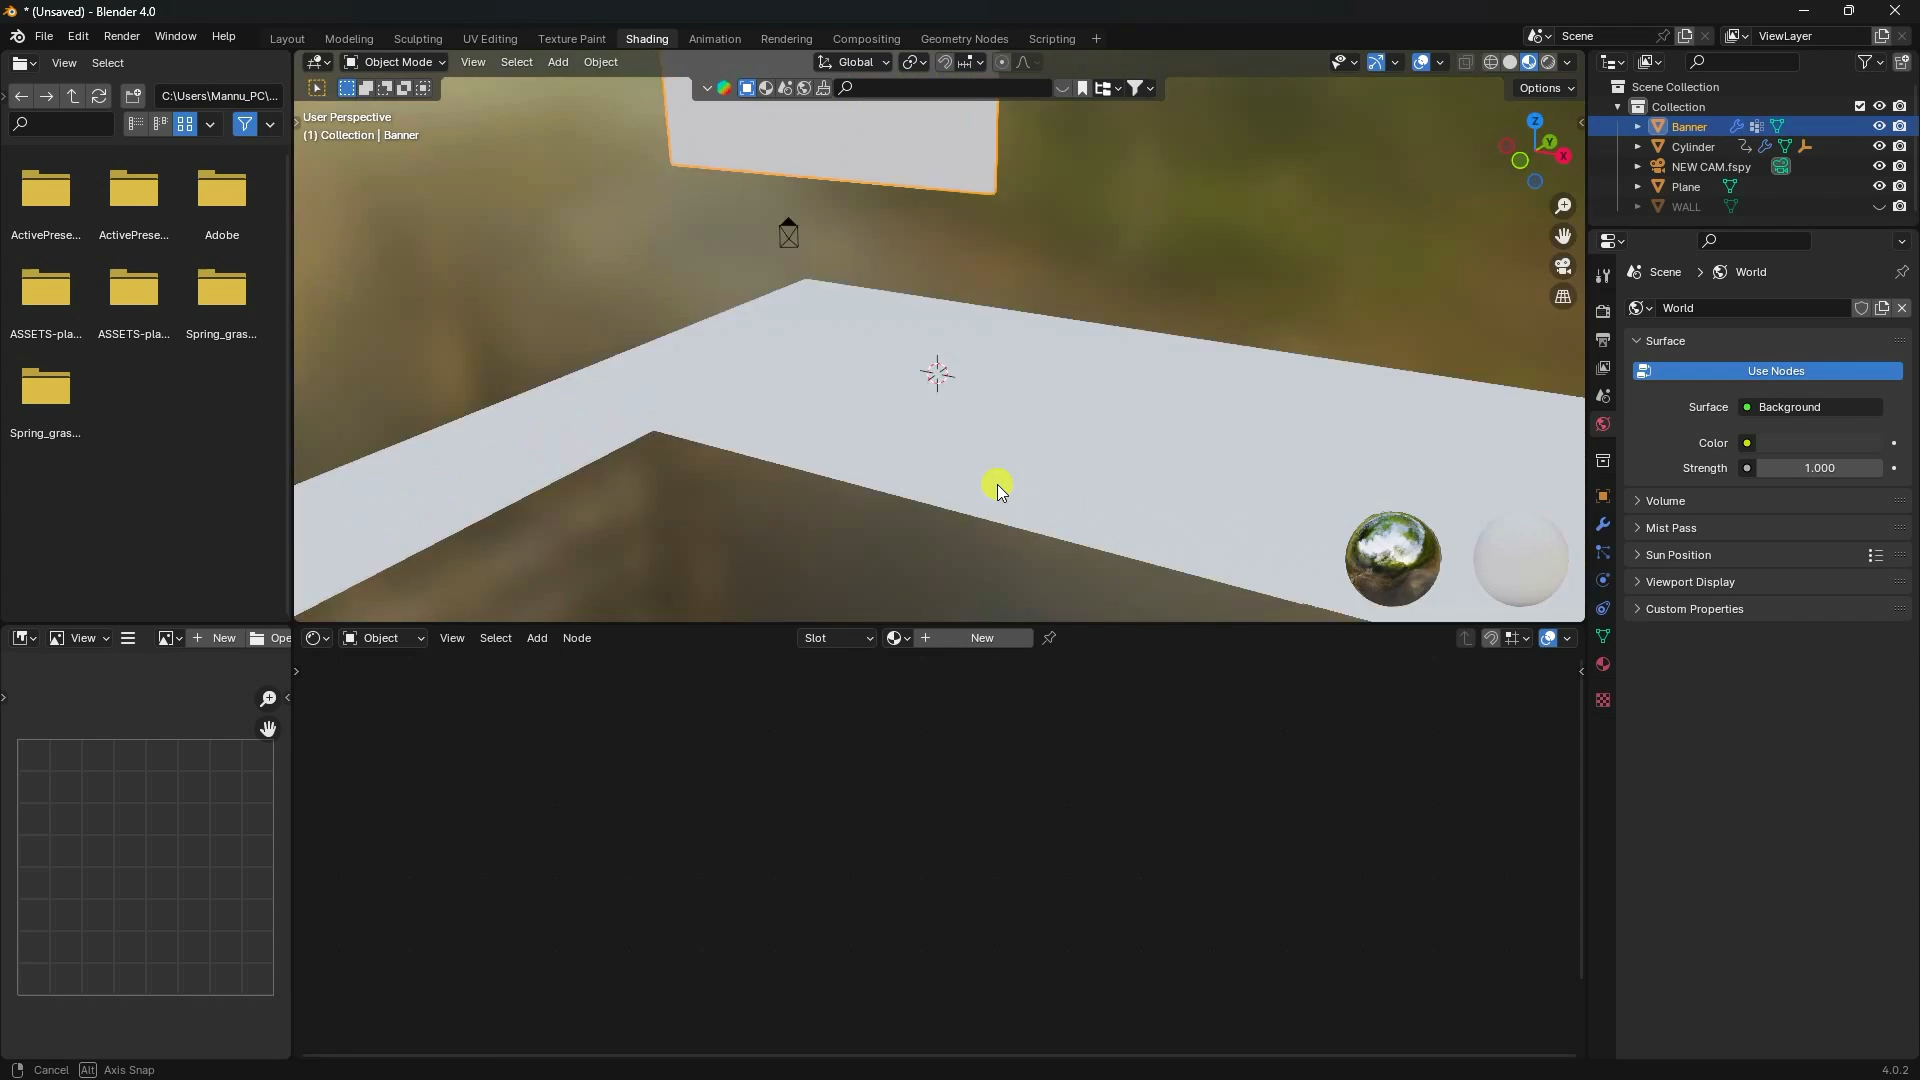 * (Unsaved) - Blender 4.0
File Edit Render Window Help
Layout Modeling Sculpting UV Editing Texture Paint Shading Animation Rendering Compositing Geometry Nodes Scripting +
Scene
ViewLayer
View Select
Object Mode View Select Add Object
Global
C:\Users\Mannu_PC\...
Options
User Perspective
(1) Collection | Banner
Z
Y
X
ActivePrese...
ActivePrese...
Adobe
ASSETS-pla...
ASSETS-pla...
Spring_gras...
Spring_gras...
Scene Collection
Collection
Banner
Cylinder
NEW CAM.fspy
Plane
WALL
Scene > World
World
Surface
Use Nodes
Surface Background
Color
Strength 1.000
Volume
Mist Pass
Sun Position
Viewport Display
Custom Properties
View + New Ope
Object View Select Add Node
Slot
+ New
Cancel Alt Axis Snap
4.0.2